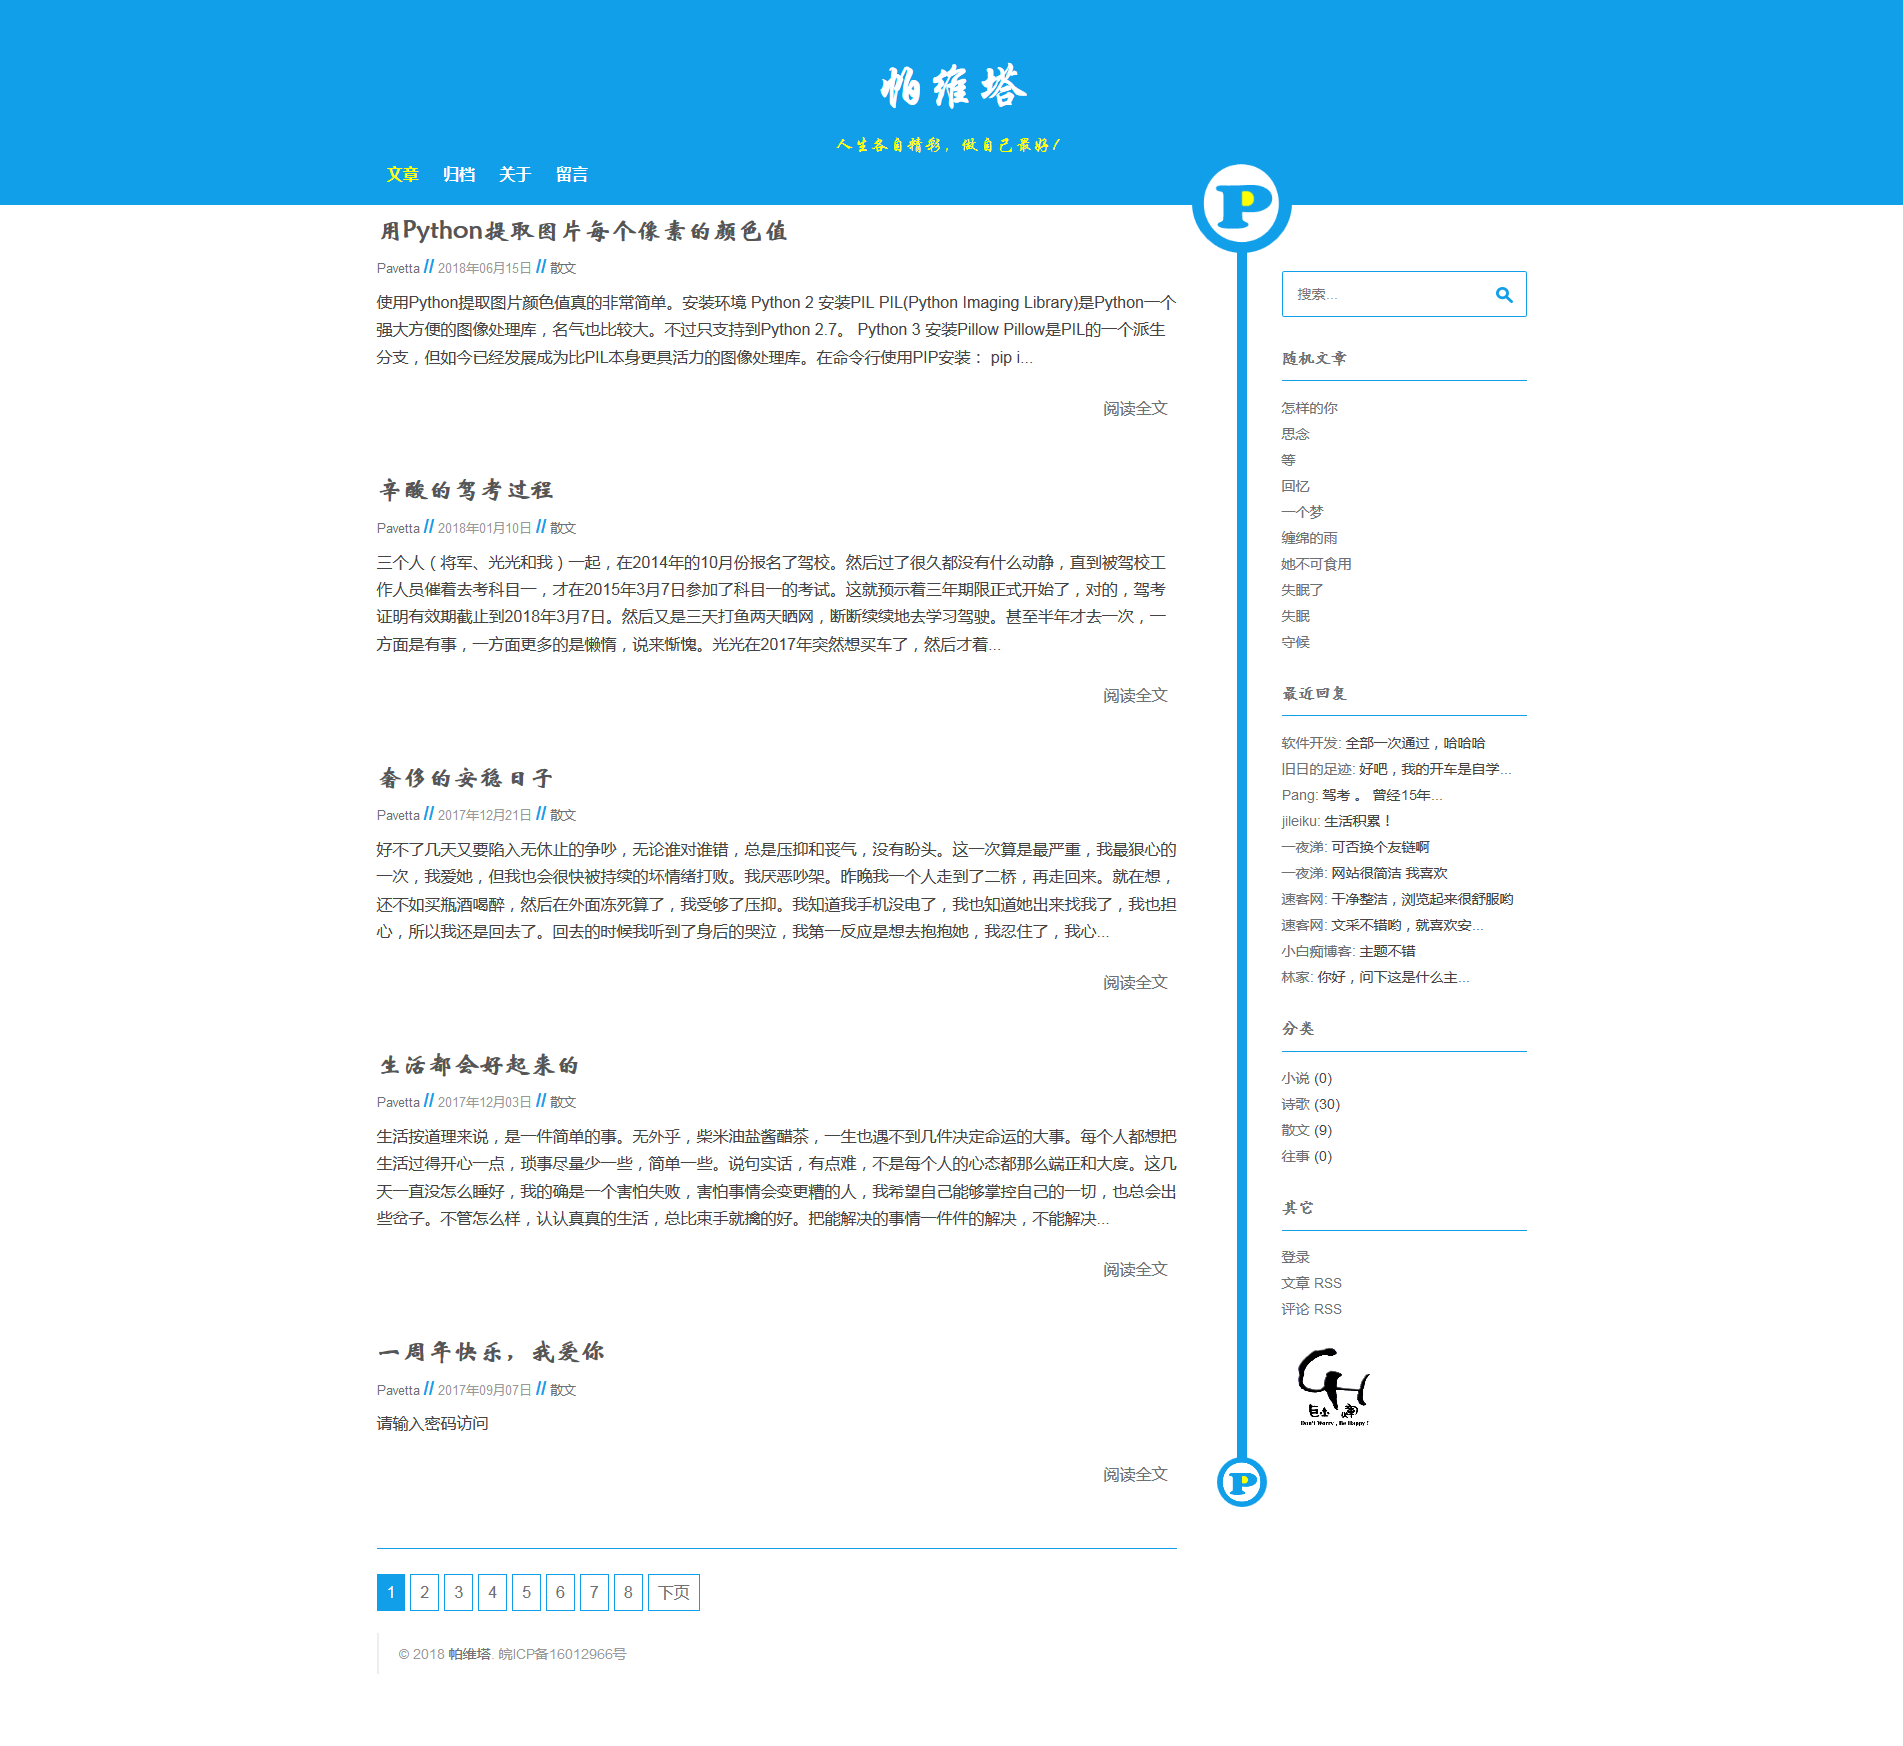 帕维塔
人生各自精彩，做自己最好！
文章 归档 关于 留言
P
用Python提取图片每个像素的颜色值
Pavetta // 2018年06月15日 // 散文
使用Python提取图片颜色值真的非常简单。安装环境 Python 2 安装PIL PIL(Python Imaging Library)是Python一个
强大方便的图像处理库，名气也比较大。不过只支持到Python 2.7。 Python 3 安装Pillow Pillow是PIL的一个派生
分支，但如今已经发展成为比PIL本身更具活力的图像处理库。在命令行使用PIP安装： pip i...
阅读全文
辛酸的驾考过程
Pavetta // 2018年01月10日 // 散文
三个人（将军、光光和我）一起，在2014年的10月份报名了驾校。然后过了很久都没有什么动静，直到被驾校工
作人员催着去考科目一，才在2015年3月7日参加了科目一的考试。这就预示着三年期限正式开始了，对的，驾考
证明有效期截止到2018年3月7日。然后又是三天打鱼两天晒网，断断续续地去学习驾驶。甚至半年才去一次，一
方面是有事，一方面更多的是懒惰，说来惭愧。光光在2017年突然想买车了，然后才着...
阅读全文
奢侈的安稳日子
Pavetta // 2017年12月21日 // 散文
好不了几天又要陷入无休止的争吵，无论谁对谁错，总是压抑和丧气，没有盼头。这一次算是最严重，我最狠心的
一次，我爱她，但我也会很快被持续的坏情绪打败。我厌恶吵架。昨晚我一个人走到了二桥，再走回来。就在想，
还不如买瓶酒喝醉，然后在外面冻死算了，我受够了压抑。我知道我手机没电了，我也知道她出来找我了，我也担
心，所以我还是回去了。回去的时候我听到了身后的哭泣，我第一反应是想去抱抱她，我忍住了，我心...
阅读全文
生活都会好起来的
Pavetta // 2017年12月03日 // 散文
生活按道理来说，是一件简单的事。无外乎，柴米油盐酱醋茶，一生也遇不到几件决定命运的大事。每个人都想把
生活过得开心一点，琐事尽量少一些，简单一些。说句实话，有点难，不是每个人的心态都那么端正和大度。这几
天一直没怎么睡好，我的确是一个害怕失败，害怕事情会变更糟的人，我希望自己能够掌控自己的一切，也总会出
些岔子。不管怎么样，认认真真的生活，总比束手就擒的好。把能解决的事情一件件的解决，不能解决...
阅读全文
一周年快乐，我爱你
Pavetta // 2017年09月07日 // 散文
请输入密码访问
阅读全文
1 2 3 4 5 6 7 8 下页
© 2018 帕维塔. 皖ICP备16012966号
搜索...
随机文章
怎样的你
思念
等
回忆
一个梦
缠绵的雨
她不可食用
失眠了
失眠
守候
最近回复
软件开发: 全部一次通过，哈哈哈
旧日的足迹: 好吧，我的开车是自学...
Pang: 驾考 。 曾经15年...
jileiku: 生活积累！
一夜涕: 可否换个友链啊
一夜涕: 网站很简洁 我喜欢
速客网: 干净整洁，浏览起来很舒服哟
速客网: 文采不错哟，就喜欢安...
小白痴博客: 主题不错
林家: 你好，问下这是什么主...
分类
小说 (0)
诗歌 (30)
散文 (9)
往事 (0)
其它
登录
文章 RSS
评论 RSS
Don't Worry , Be Happy !
P